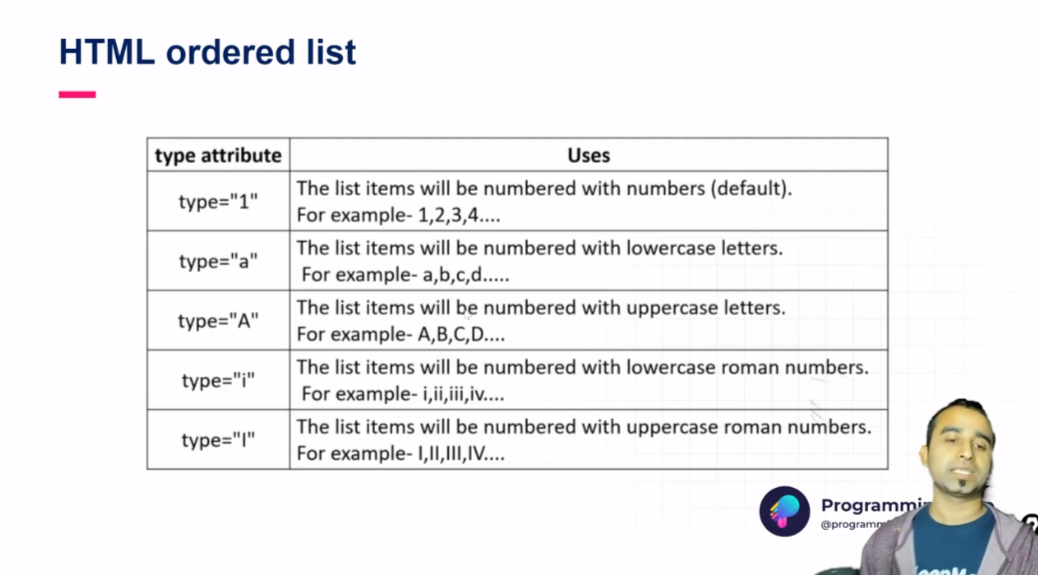 HTML ordered list
type attribute Uses
type="1" The list items will be numbered with numbers (default).
For example- 1,2,3,4....
type="a" The list items will be numbered with lowercase letters.
For example- a,b,c,d.....
type="A" The list items will be numbered with uppercase letters.
For example- A,B,C,D....
type="i" The list items will be numbered with lowercase roman numbers.
For example- i,ii,iii,iv....
type="I" The list items will be numbered with uppercase roman numbers.
For example- I,II,III,IV....